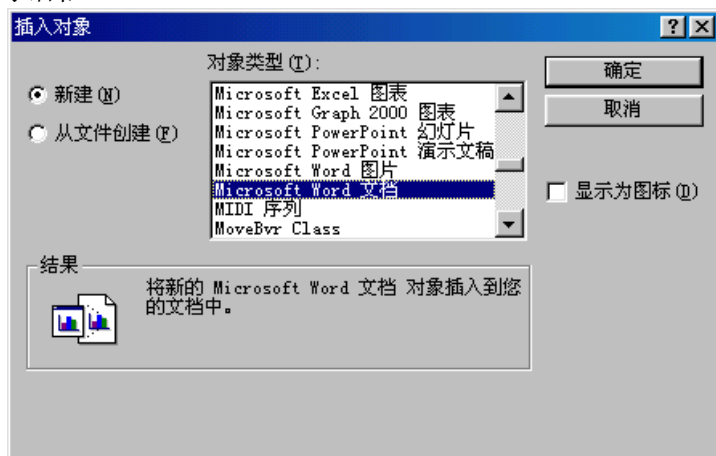 插入对象
对象类型(T):
新建(N)
从文件创建(F)
Microsoft Excel 图表
Microsoft Graph 2000 图表
Microsoft PowerPoint 幻灯片
Microsoft PowerPoint 演示文稿
Microsoft Word 图片
Microsoft Word 文档
MIDI 序列
MoveBvr Class
确定
取消
显示为图标(D)
结果
将新的 Microsoft Word 文档 对象插入到您
的文档中。